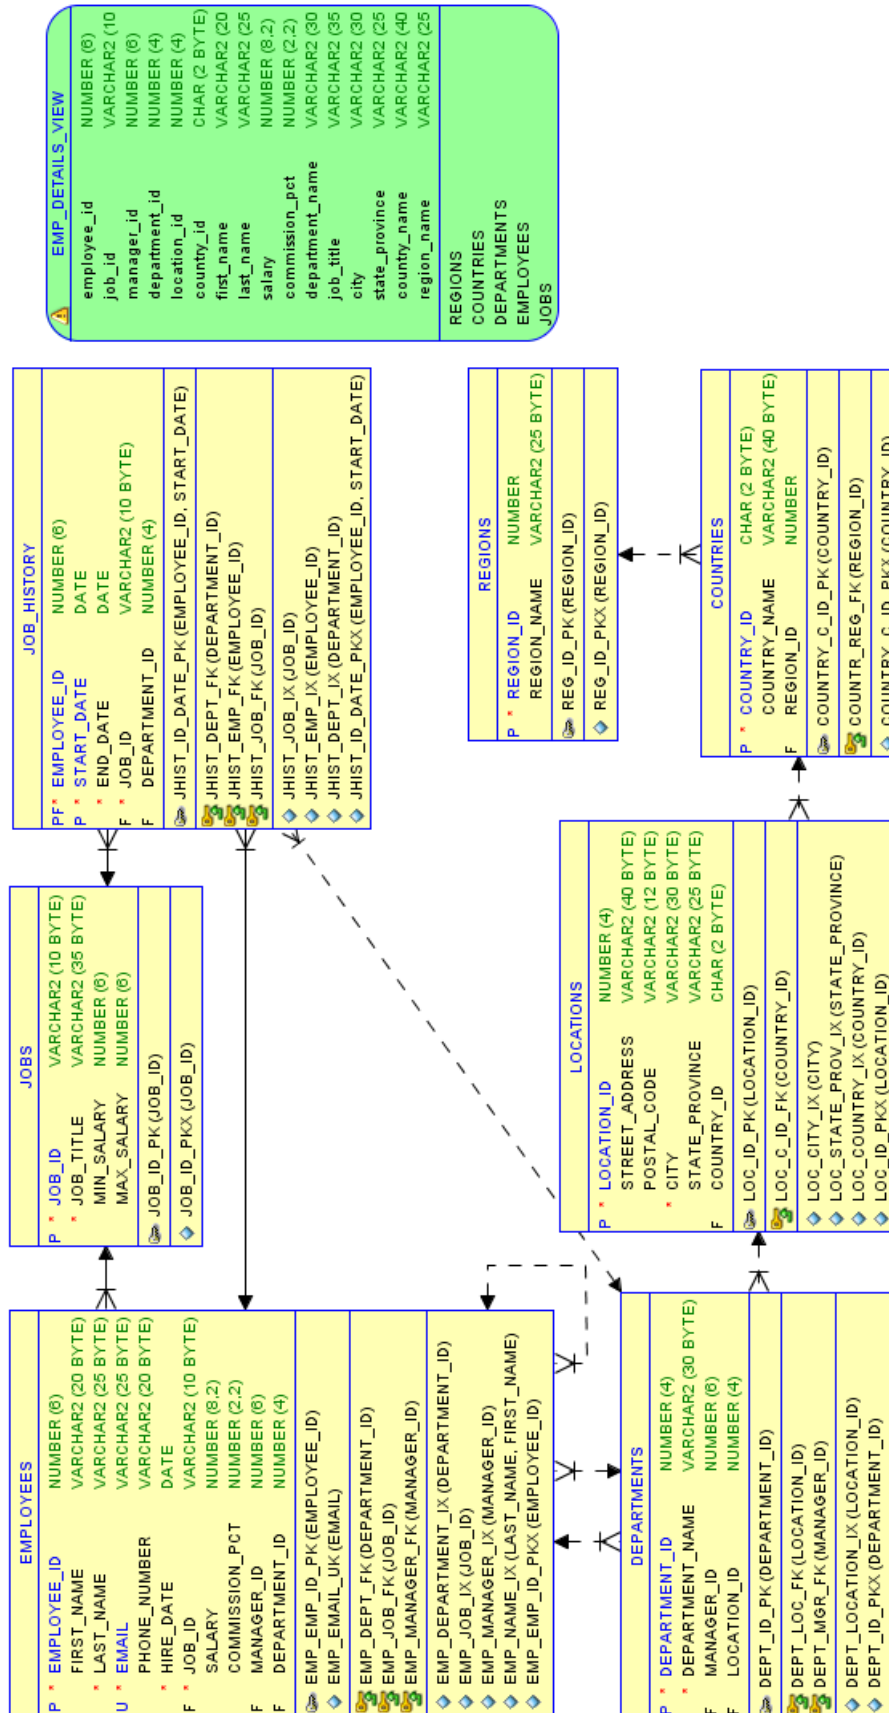 EMPLOYEES
P * EMPLOYEE_ID NUMBER (6)
FIRST_NAME VARCHAR2 (20 BYTE)
* LAST_NAME VARCHAR2 (25 BYTE)
U * EMAIL VARCHAR2 (25 BYTE)
PHONE_NUMBER VARCHAR2 (20 BYTE)
* HIRE_DATE DATE
F * JOB_ID VARCHAR2 (10 BYTE)
SALARY NUMBER (8,2)
COMMISSION_PCT NUMBER (2,2)
F MANAGER_ID NUMBER (6)
F DEPARTMENT_ID NUMBER (4)
EMP_EMP_ID_PK (EMPLOYEE_ID)
EMP_EMAIL_UK (EMAIL)
EMP_DEPT_FK (DEPARTMENT_ID)
EMP_JOB_FK (JOB_ID)
EMP_MANAGER_FK (MANAGER_ID)
EMP_DEPARTMENT_IX (DEPARTMENT_ID)
EMP_JOB_IX (JOB_ID)
EMP_MANAGER_IX (MANAGER_ID)
EMP_NAME_IX (LAST_NAME, FIRST_NAME)
EMP_EMP_ID_PKX (EMPLOYEE_ID)
JOBS
P * JOB_ID VARCHAR2 (10 BYTE)
* JOB_TITLE VARCHAR2 (35 BYTE)
MIN_SALARY NUMBER (6)
MAX_SALARY NUMBER (6)
JOB_ID_PK (JOB_ID)
JOB_ID_PKX (JOB_ID)
JOB_HISTORY
PF * EMPLOYEE_ID NUMBER (6)
P * START_DATE DATE
* END_DATE DATE
F * JOB_ID VARCHAR2 (10 BYTE)
F DEPARTMENT_ID NUMBER (4)
JHIST_ID_DATE_PK (EMPLOYEE_ID, START_DATE)
JHIST_DEPT_FK (DEPARTMENT_ID)
JHIST_EMP_FK (EMPLOYEE_ID)
JHIST_JOB_FK (JOB_ID)
JHIST_JOB_IX (JOB_ID)
JHIST_EMP_IX (EMPLOYEE_ID)
JHIST_DEPT_IX (DEPARTMENT_ID)
JHIST_ID_DATE_PKX (EMPLOYEE_ID, START_DATE)
EMP_DETAILS_VIEW
employee_id NUMBER (6)
job_id VARCHAR2 (10
manager_id NUMBER (6)
department_id NUMBER (4)
location_id NUMBER (4)
country_id CHAR (2 BYTE)
first_name VARCHAR2 (20
last_name VARCHAR2 (25
salary NUMBER (8,2)
commission_pct NUMBER (2,2)
department_name VARCHAR2 (30
job_title VARCHAR2 (35
city VARCHAR2 (30
state_province VARCHAR2 (25
country_name VARCHAR2 (40
region_name VARCHAR2 (25
REGIONS
COUNTRIES
DEPARTMENTS
EMPLOYEES
JOBS
DEPARTMENTS
P * DEPARTMENT_ID NUMBER (4)
* DEPARTMENT_NAME VARCHAR2 (30 BYTE)
F MANAGER_ID NUMBER (6)
F LOCATION_ID NUMBER (4)
DEPT_ID_PK (DEPARTMENT_ID)
DEPT_LOC_FK (LOCATION_ID)
DEPT_MGR_FK (MANAGER_ID)
DEPT_LOCATION_IX (LOCATION_ID)
DEPT_ID_PKX (DEPARTMENT_ID)
LOCATIONS
P * LOCATION_ID NUMBER (4)
STREET_ADDRESS VARCHAR2 (40 BYTE)
POSTAL_CODE VARCHAR2 (12 BYTE)
* CITY VARCHAR2 (30 BYTE)
STATE_PROVINCE VARCHAR2 (25 BYTE)
F COUNTRY_ID CHAR (2 BYTE)
LOC_ID_PK (LOCATION_ID)
LOC_C_ID_FK (COUNTRY_ID)
LOC_CITY_IX (CITY)
LOC_STATE_PROV_IX (STATE_PROVINCE)
LOC_COUNTRY_IX (COUNTRY_ID)
LOC_ID_PKX (LOCATION_ID)
REGIONS
P * REGION_ID NUMBER
REGION_NAME VARCHAR2 (25 BYTE)
REG_ID_PK (REGION_ID)
REG_ID_PKX (REGION_ID)
COUNTRIES
P * COUNTRY_ID CHAR (2 BYTE)
COUNTRY_NAME VARCHAR2 (40 BYTE)
F REGION_ID NUMBER
COUNTRY_C_ID_PK (COUNTRY_ID)
COUNTR_REG_FK (REGION_ID)
COUNTRY_C_ID_PKX (COUNTRY_ID)